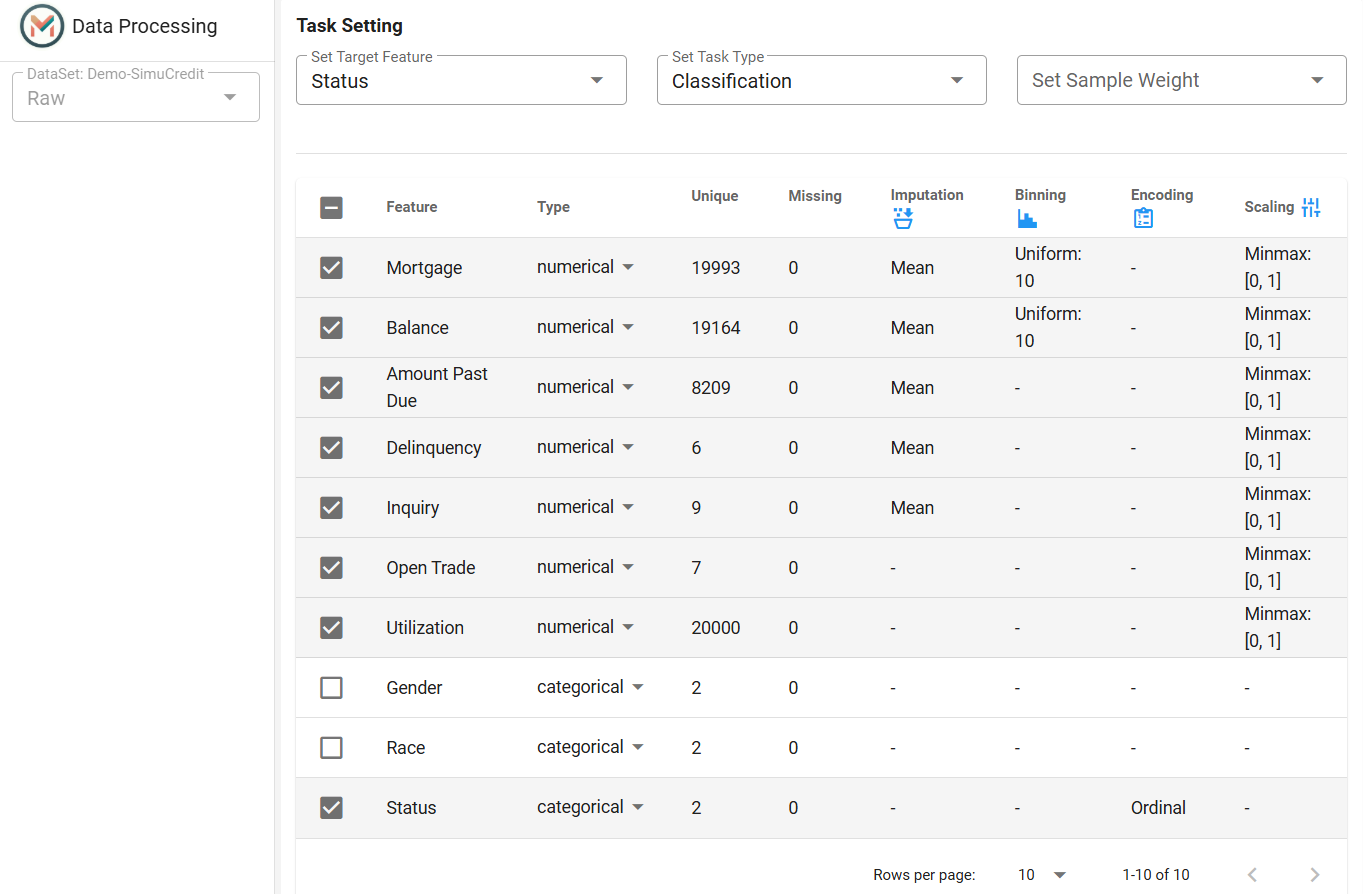 Data Processing
DataSet: Demo-SimuCredit
Raw
Task Setting
Set Target Feature
Status
Set Task Type
Classification
Set Sample Weight
Feature Type Unique Missing Imputation Binning Encoding Scaling
Mortgage numerical 19993 0 Mean Uniform: 10 - Minmax: [0, 1]
Balance numerical 19164 0 Mean Uniform: 10 - Minmax: [0, 1]
Amount Past Due numerical 8209 0 Mean - - Minmax: [0, 1]
Delinquency numerical 6 0 Mean - - Minmax: [0, 1]
Inquiry numerical 9 0 Mean - - Minmax: [0, 1]
Open Trade numerical 7 0 - - - Minmax: [0, 1]
Utilization numerical 20000 0 - - - Minmax: [0, 1]
Gender categorical 2 0 - - - -
Race categorical 2 0 - - - -
Status categorical 2 0 - - Ordinal -
Rows per page: 10 1-10 of 10